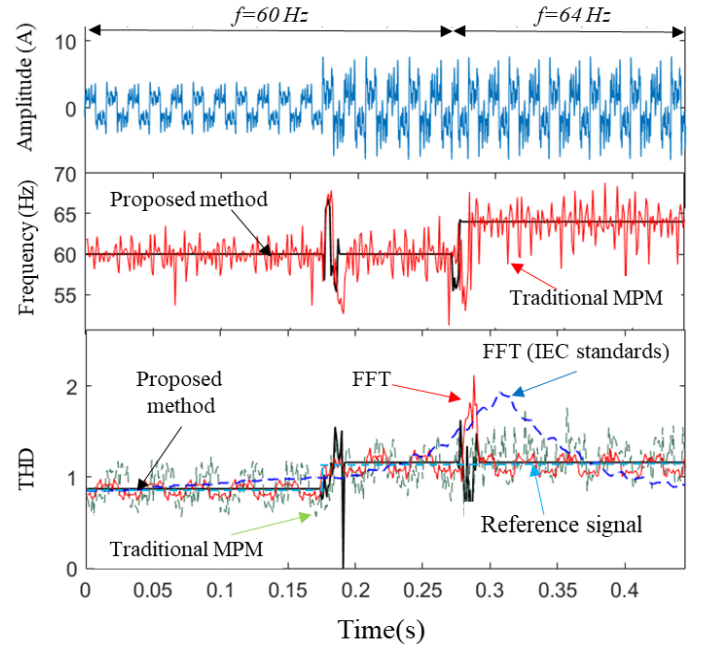 f=60 Hz
f=64 Hz
Amplitude (A)
10
0
Frequency (Hz)
70
65
60
55
Proposed method
Traditional MPM
THD
2
1
0
Proposed
method
FFT
FFT (IEC standards)
Traditional MPM
Reference signal
0
0.05
0.1
0.15
0.2
0.25
0.3
0.35
0.4
Time(s)